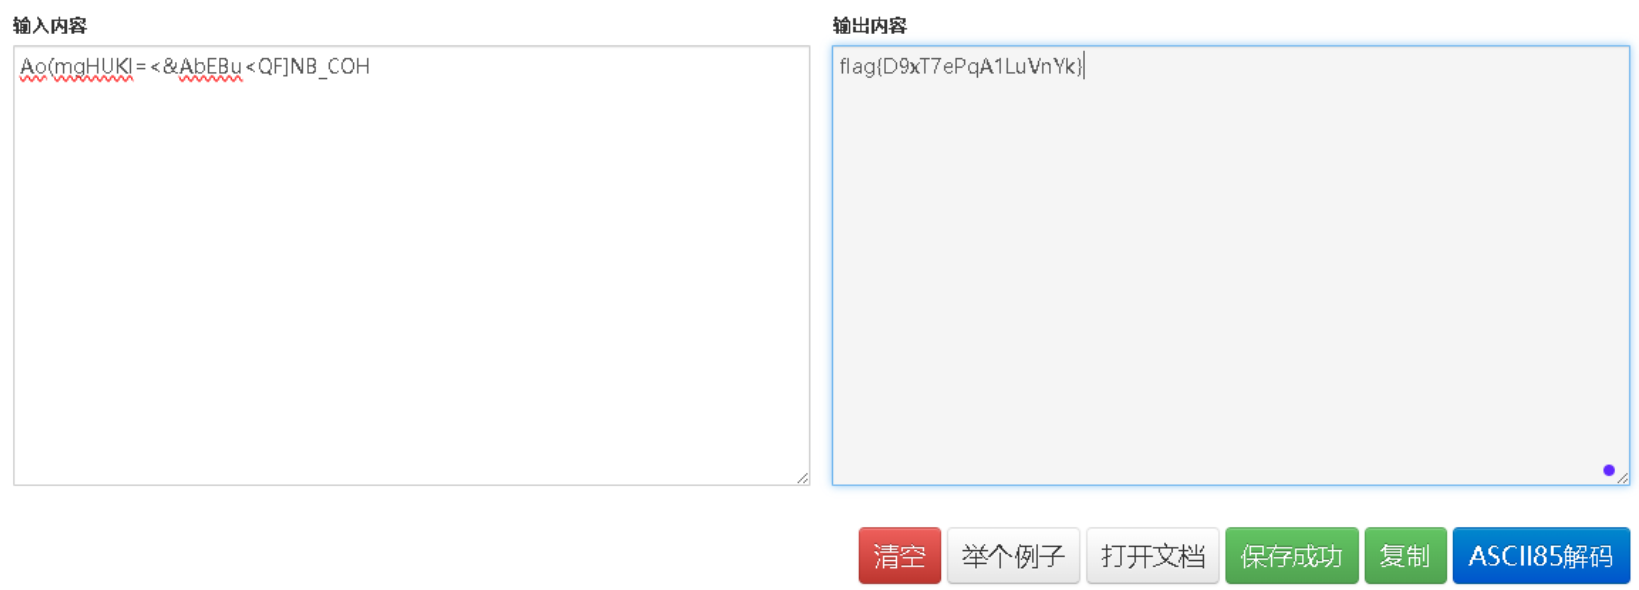 输入内容
Ao(mgHUKI=<&AbEBu<QF]NB_COH
输出内容
flag{D9xT7ePqA1LuVnYk}
清空
举个例子
打开文档
保存成功
复制
ASCII85解码